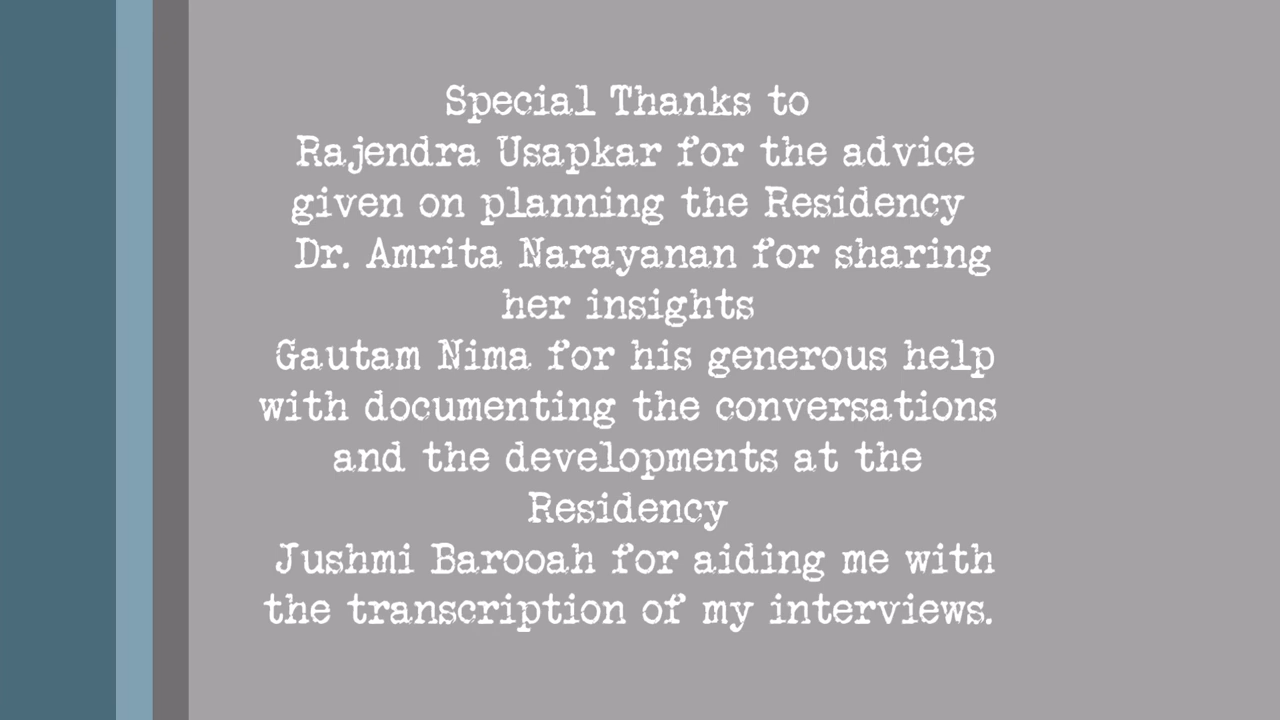 Special Thanks to
Rajendra Usapkar for the advice
given on planning the Residency
Dr. Amrita Narayanan for sharing
her insights
Gautam Nima for his generous help
with documenting the conversations
and the developments at the
Residency
Jushmi Barooah for aiding me with
the transcription of my interviews.